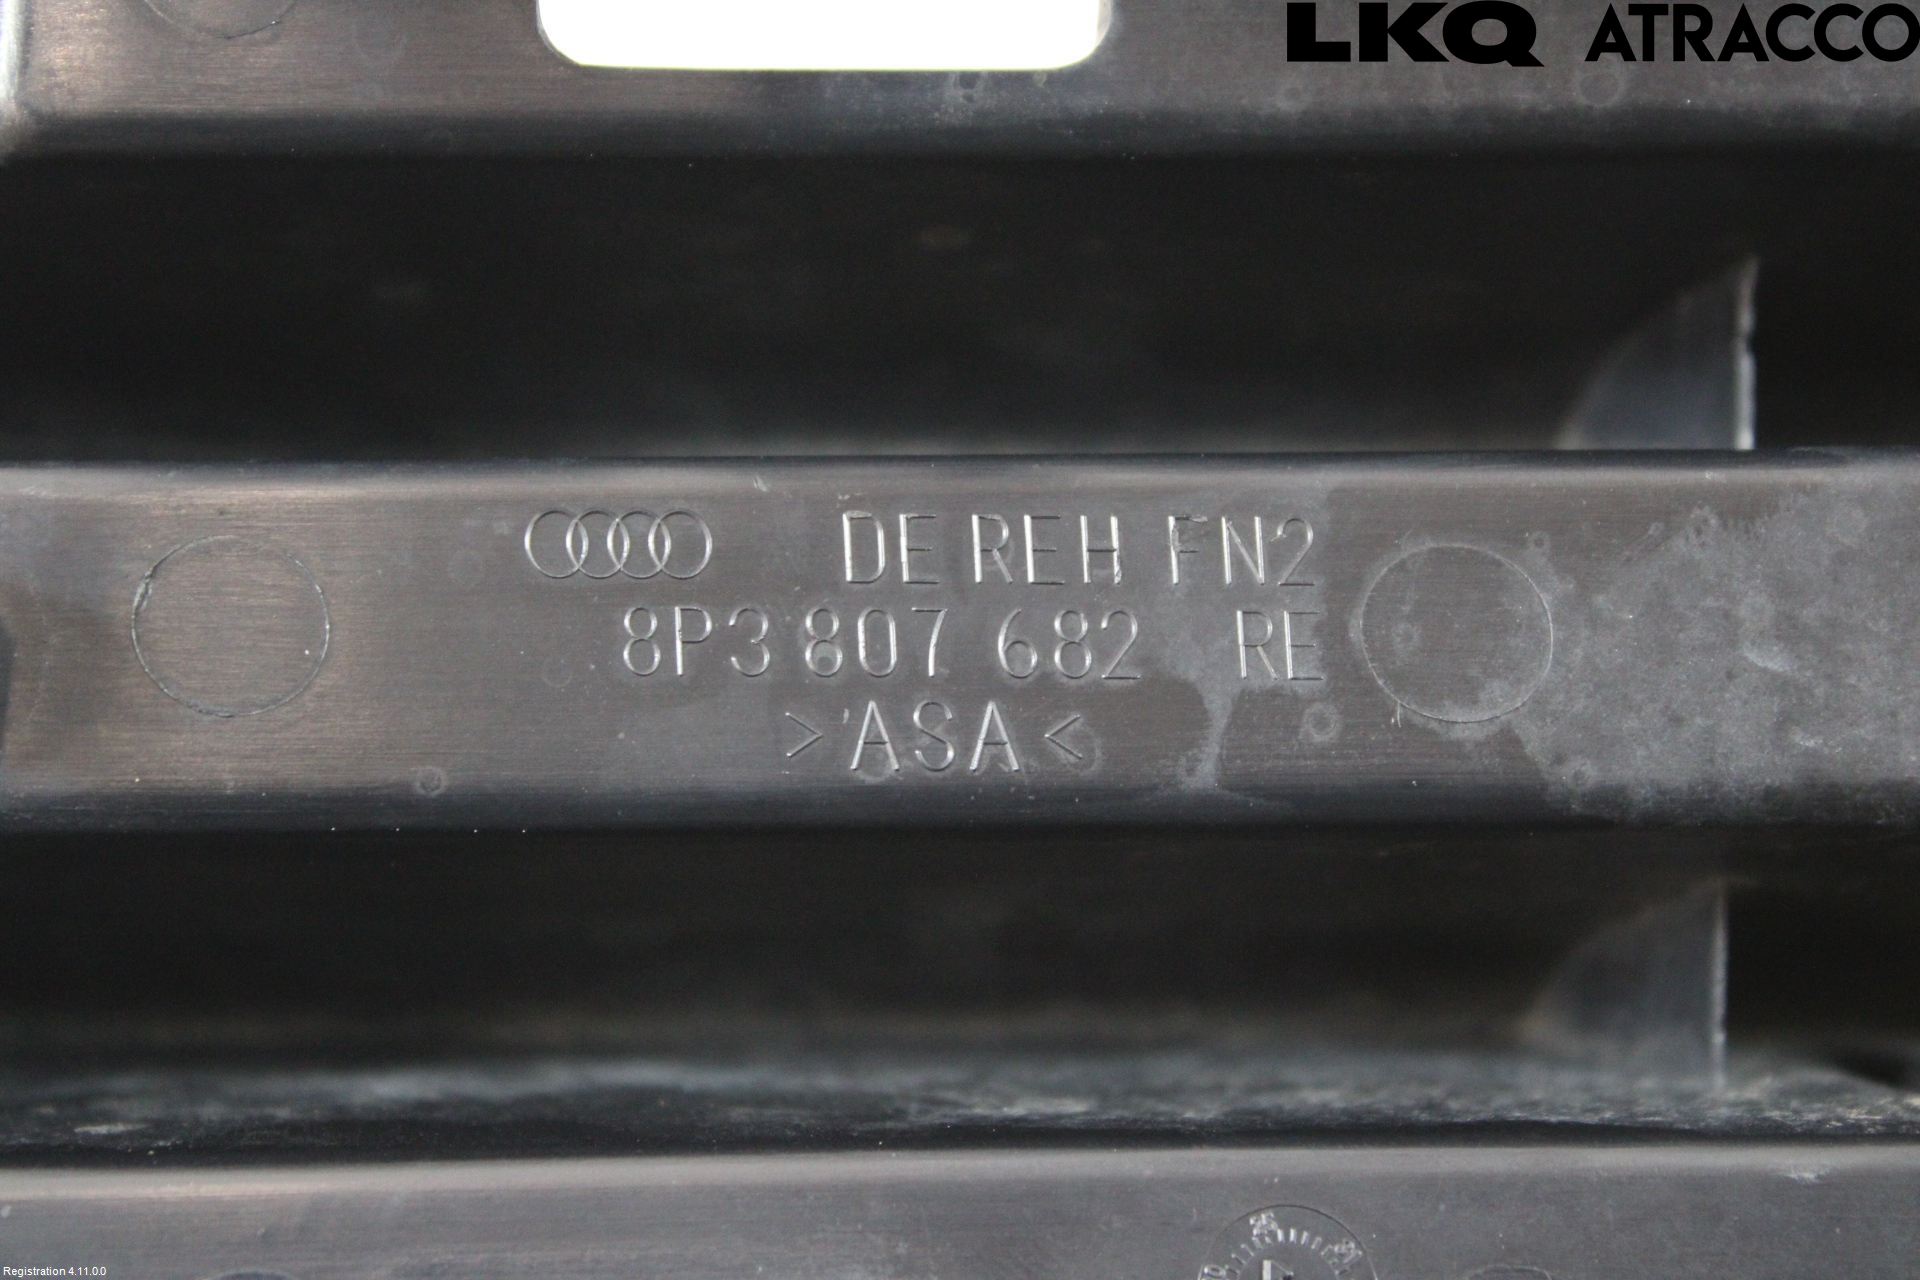 LKQ ATRACCO
DE REH FN2
8P3 807 682 RE
>ASA<
Registration 4.11.0.0